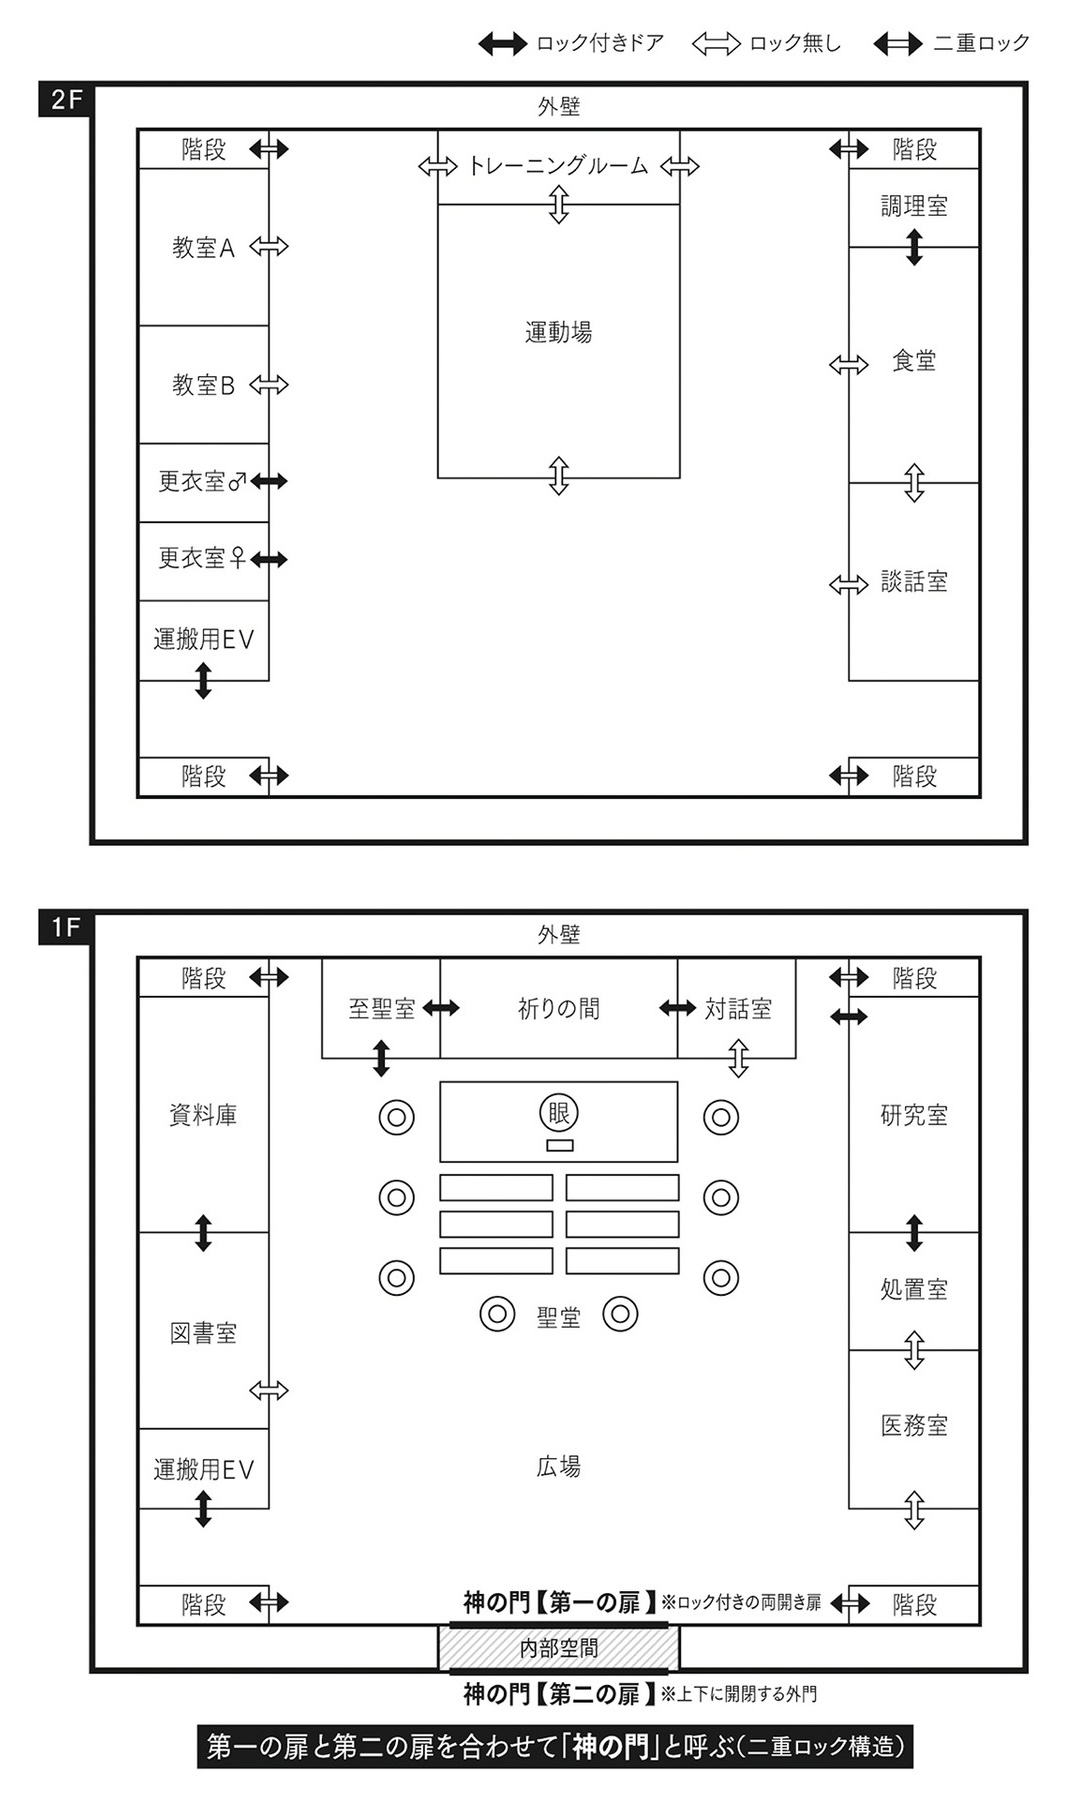 ロック付きドア ロック無し 二重ロック
2F
外壁
階段 トレーニングルーム 階段
調理室
教室A
運動場
食堂
教室B
更衣室♂
更衣室♀
談話室
運搬用EV
階段 階段
1F
外壁
階段 階段
至聖室 祈りの間 対話室
眼
資料庫 研究室
処置室
聖堂
図書室
医務室
広場
運搬用EV
神の門【第一の扉】※ロック付きの両開き扉
階段 階段
内部空間
神の門【第二の扉】※上下に開閉する外門
第一の扉と第二の扉を合わせて「神の門」と呼ぶ(二重ロック構造)